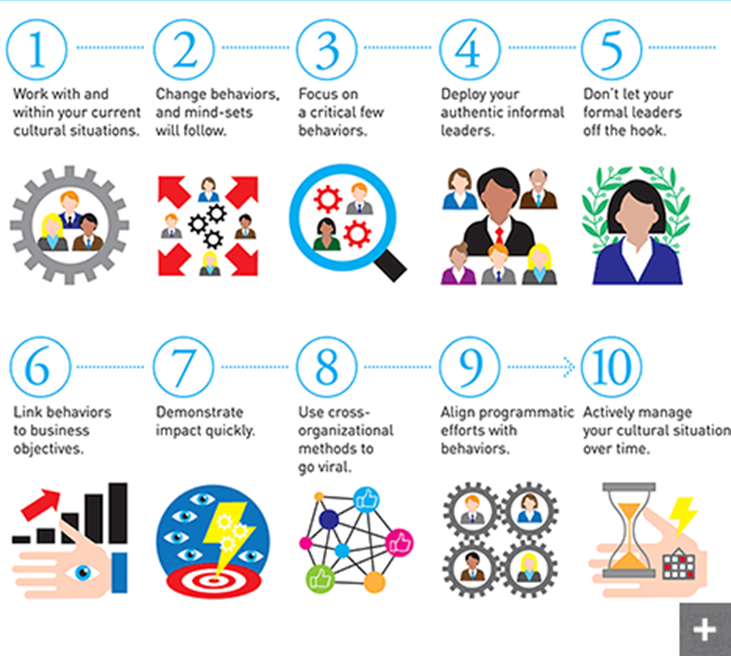 1
Work with and
within your current
cultural situations.
2
Change behaviors,
and mind-sets
will follow.
3
Focus on
a critical few
behaviors.
4
Deploy your
authentic informal
leaders.
5
Don't let your
formal leaders
off the hook.
6
Link behaviors
to business
objectives.
7
Demonstrate
impact quickly.
8
Use cross-
organizational
methods to
go viral.
9
Align programmatic
efforts with
behaviors.
10
Actively manage
your cultural situation
over time.